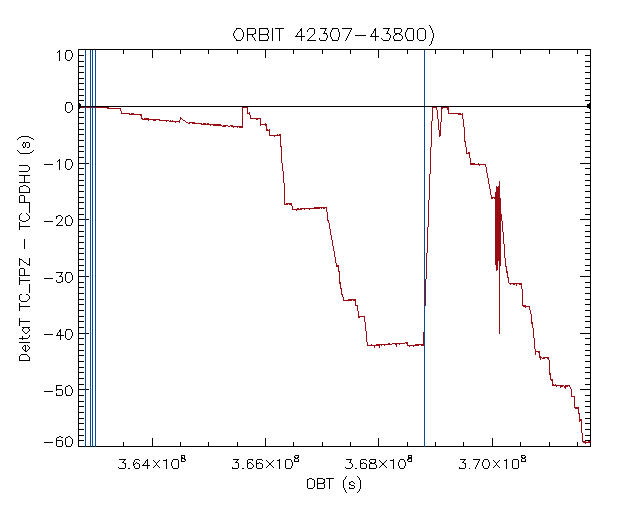 ORBIT 42307-43800)
10
0
-10
-20
-30
-40
-50
-60
DeltaT TC_TPZ - TC_PDHU (s)
3.64×10⁸ 3.66×10⁸ 3.68×10⁸ 3.70×10⁸
OBT (s)